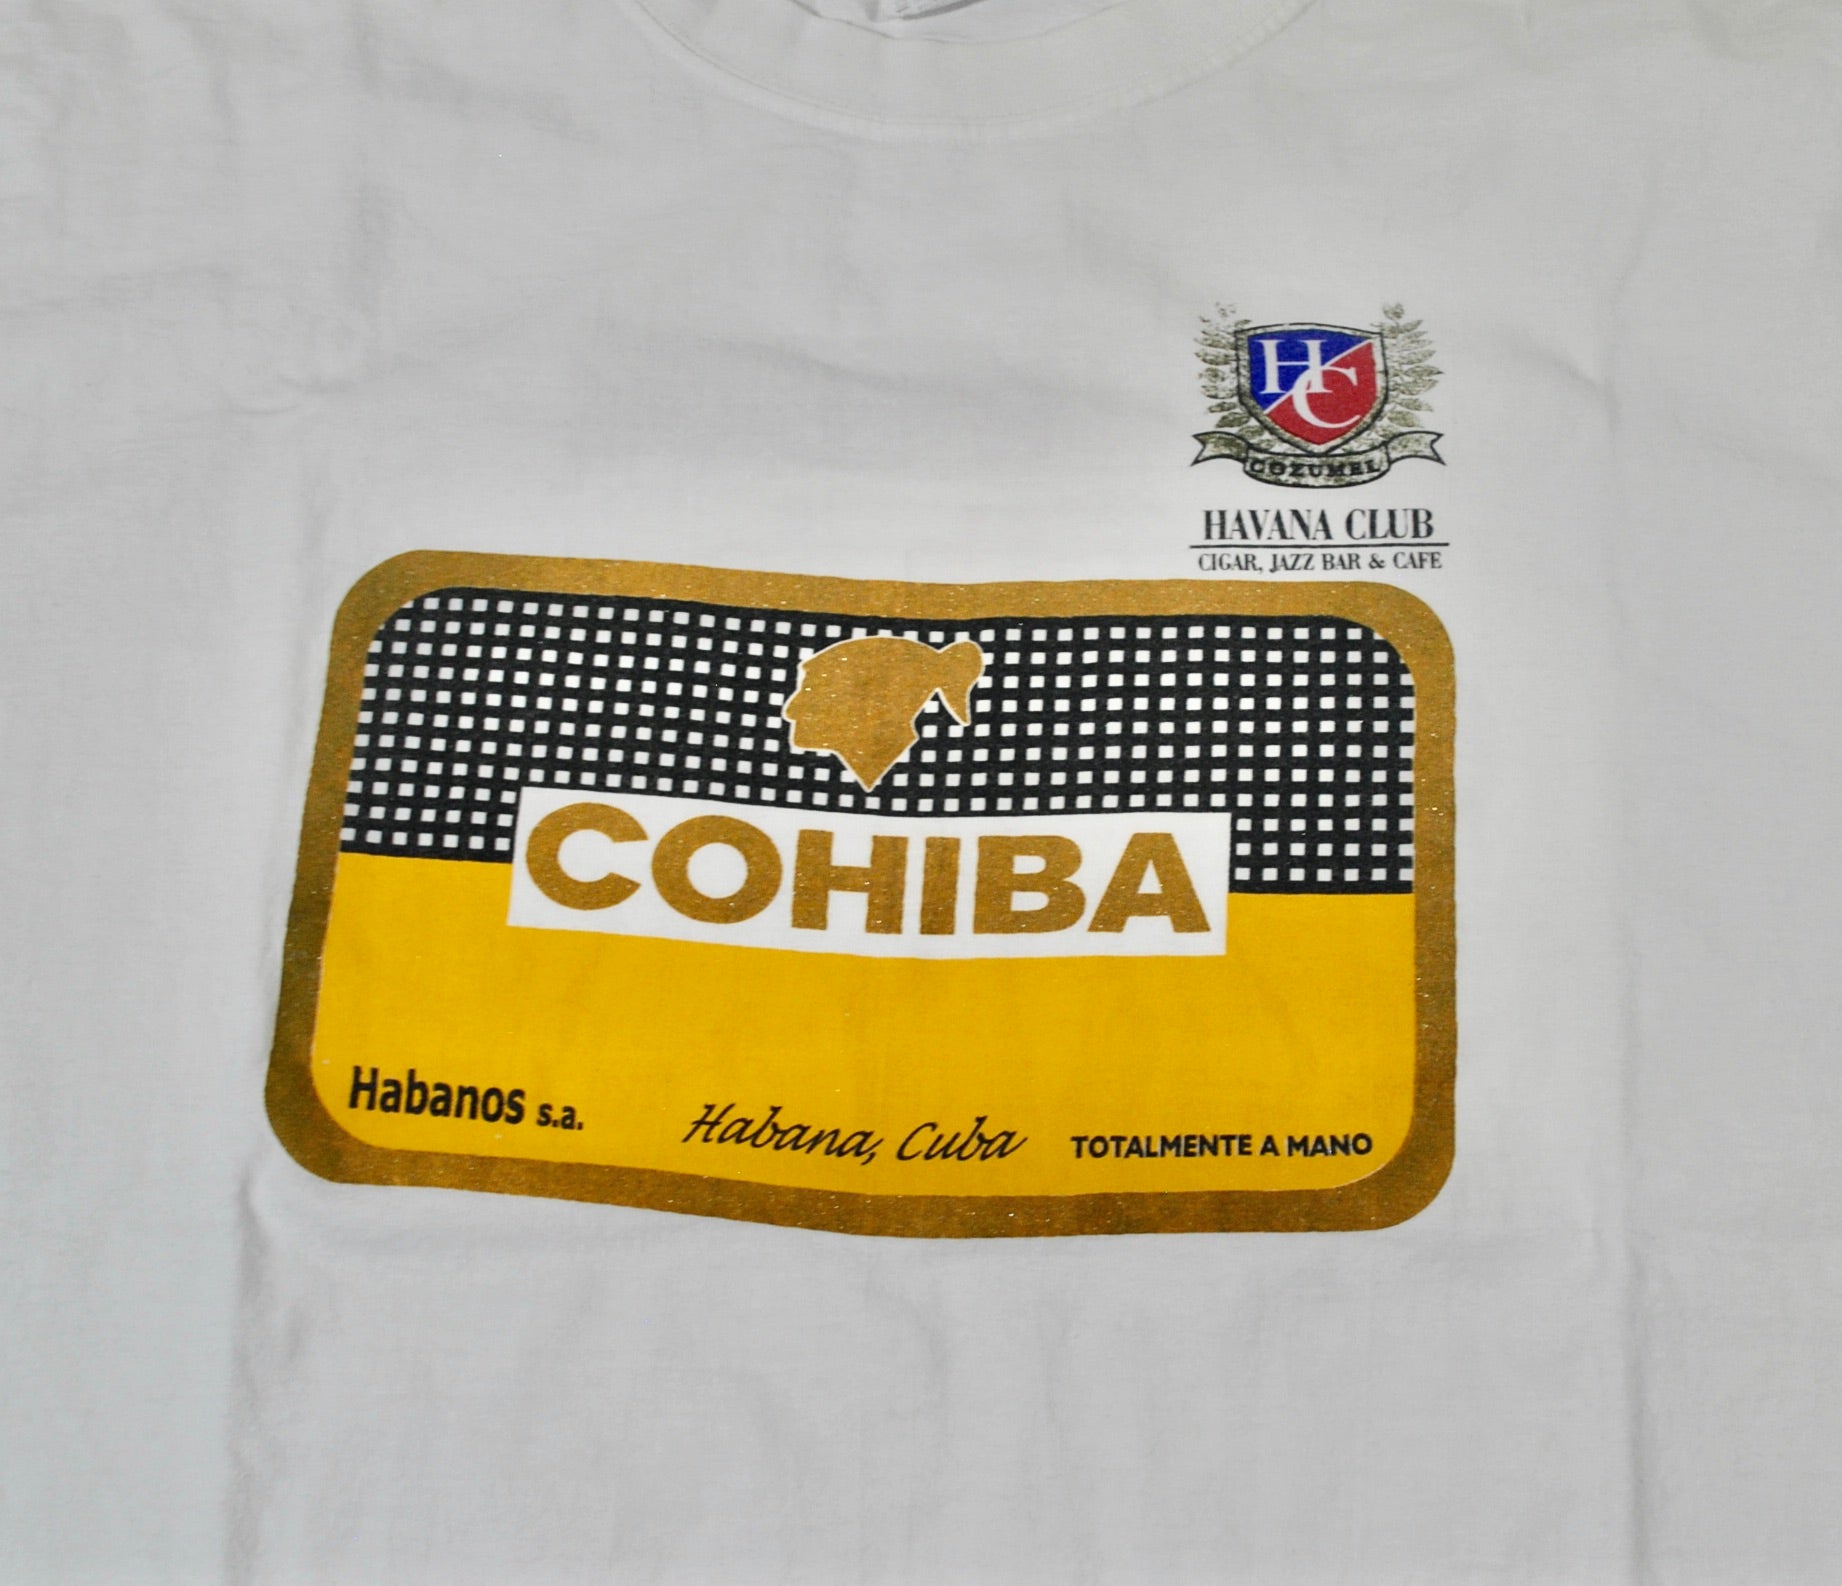 HC
COZUMEL
HAVANA CLUB
CIGAR, JAZZ BAR & CAFE
COHIBA
Habanos s.a.
Habana, Cuba
TOTALMENTE A MANO